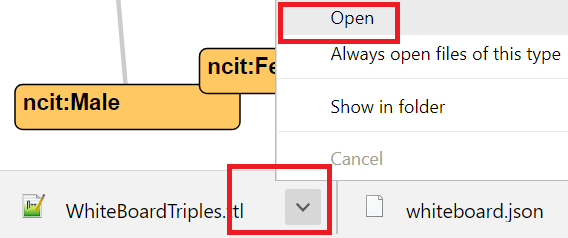 Open
Always open files of this type
ncit:Fe
ncit:Male
Show in folder
Cancel
WhiteBoardTriples.ttl
whiteboard.json